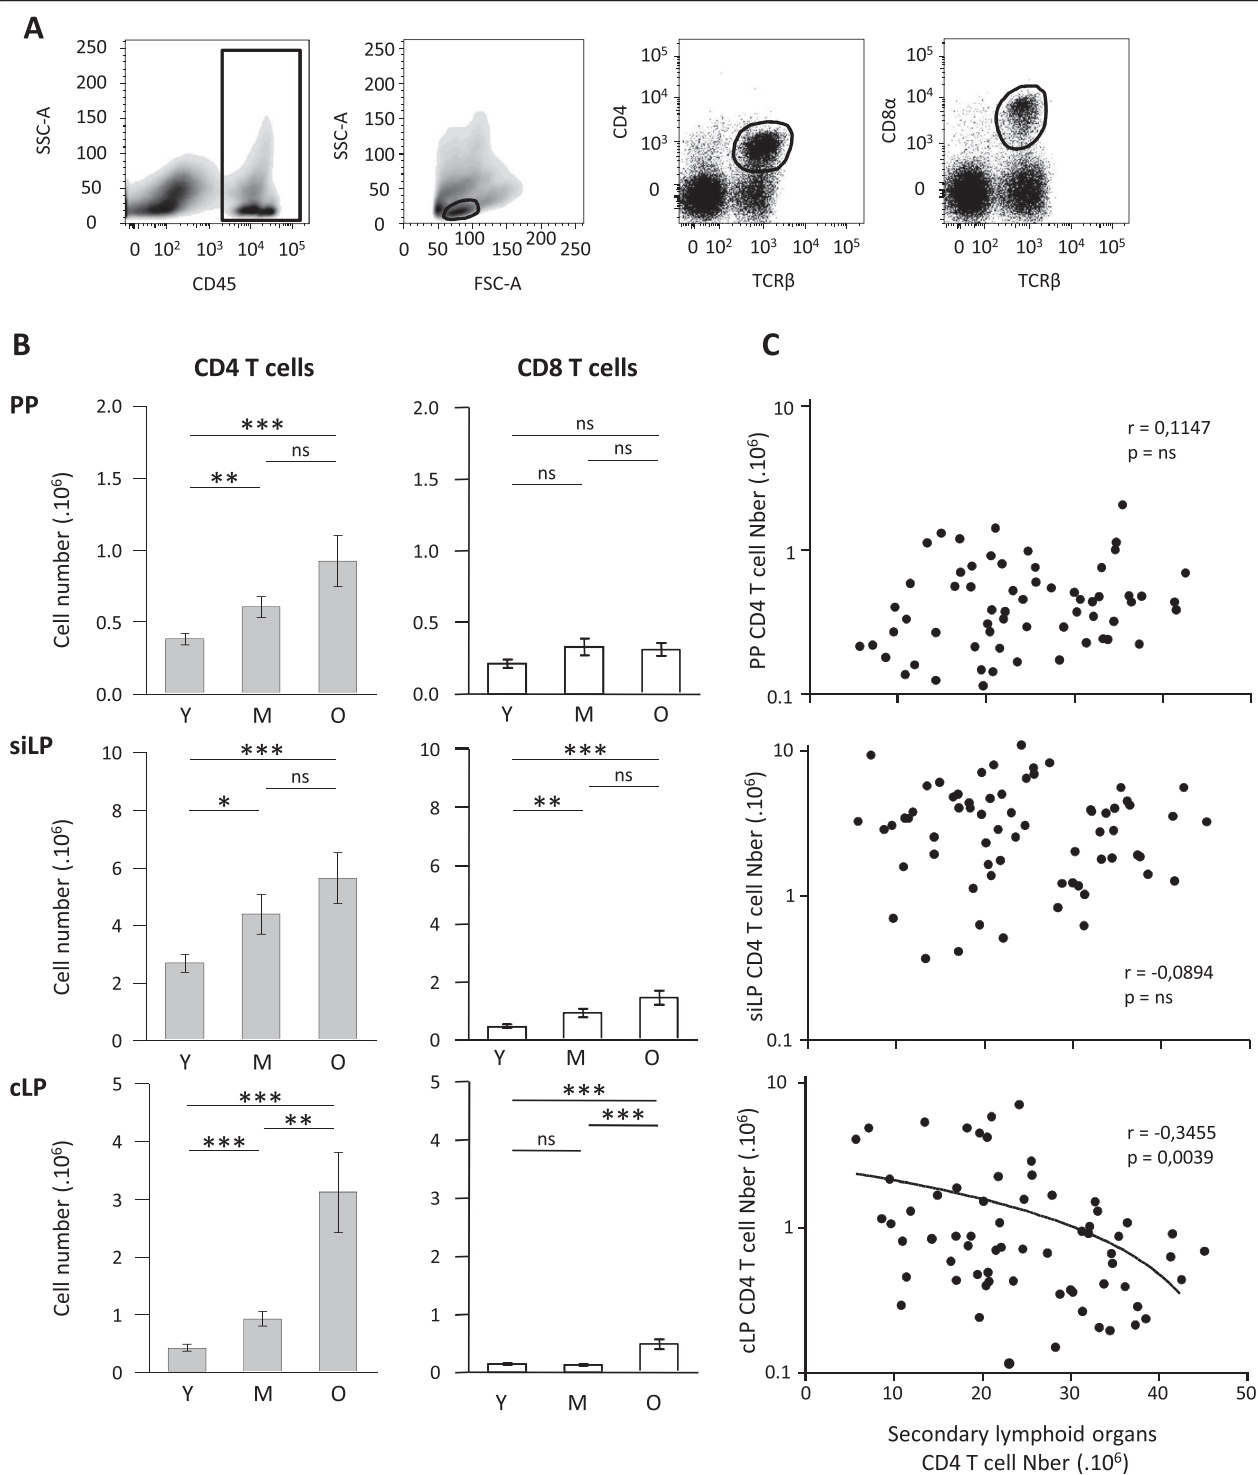 A
250
200
150
100
50
0
SSC-A
0 10² 10³ 10⁴ 10⁵
CD45
250
200
150
100
50
0
SSC-A
0 50 100 150 200 250
FSC-A
10⁵
10⁴
10³
0
CD4
0 10² 10³ 10⁴ 10⁵
TCRβ
10⁵
10⁴
10³
0
CD8α
0 10² 10³ 10⁴ 10⁵
TCRβ
B
CD4 T cells
CD8 T cells
PP
Cell number (.10⁶)
2.0
1.5
1.0
0.5
0.0
***
ns
**
Y M O
2.0
1.5
1.0
0.5
0.0
ns
ns
ns
Y M O
siLP
Cell number (.10⁶)
10
8
6
4
2
0
***
ns
*
Y M O
10
8
6
4
2
0
***
ns
**
Y M O
cLP
Cell number (.10⁶)
5
4
3
2
1
0
***
**
***
Y M O
5
4
3
2
1
0
***
***
ns
Y M O
C
PP CD4 T cell Nber (.10⁶)
10
1
0.1
r = 0,1147
p = ns
siLP CD4 T cell Nber (.10⁶)
10
1
0.1
r = -0,0894
p = ns
cLP CD4 T cell Nber (.10⁶)
10
1
0.1
r = -0,3455
p = 0,0039
0 10 20 30 40 50
Secondary lymphoid organs
CD4 T cell Nber (.10⁶)